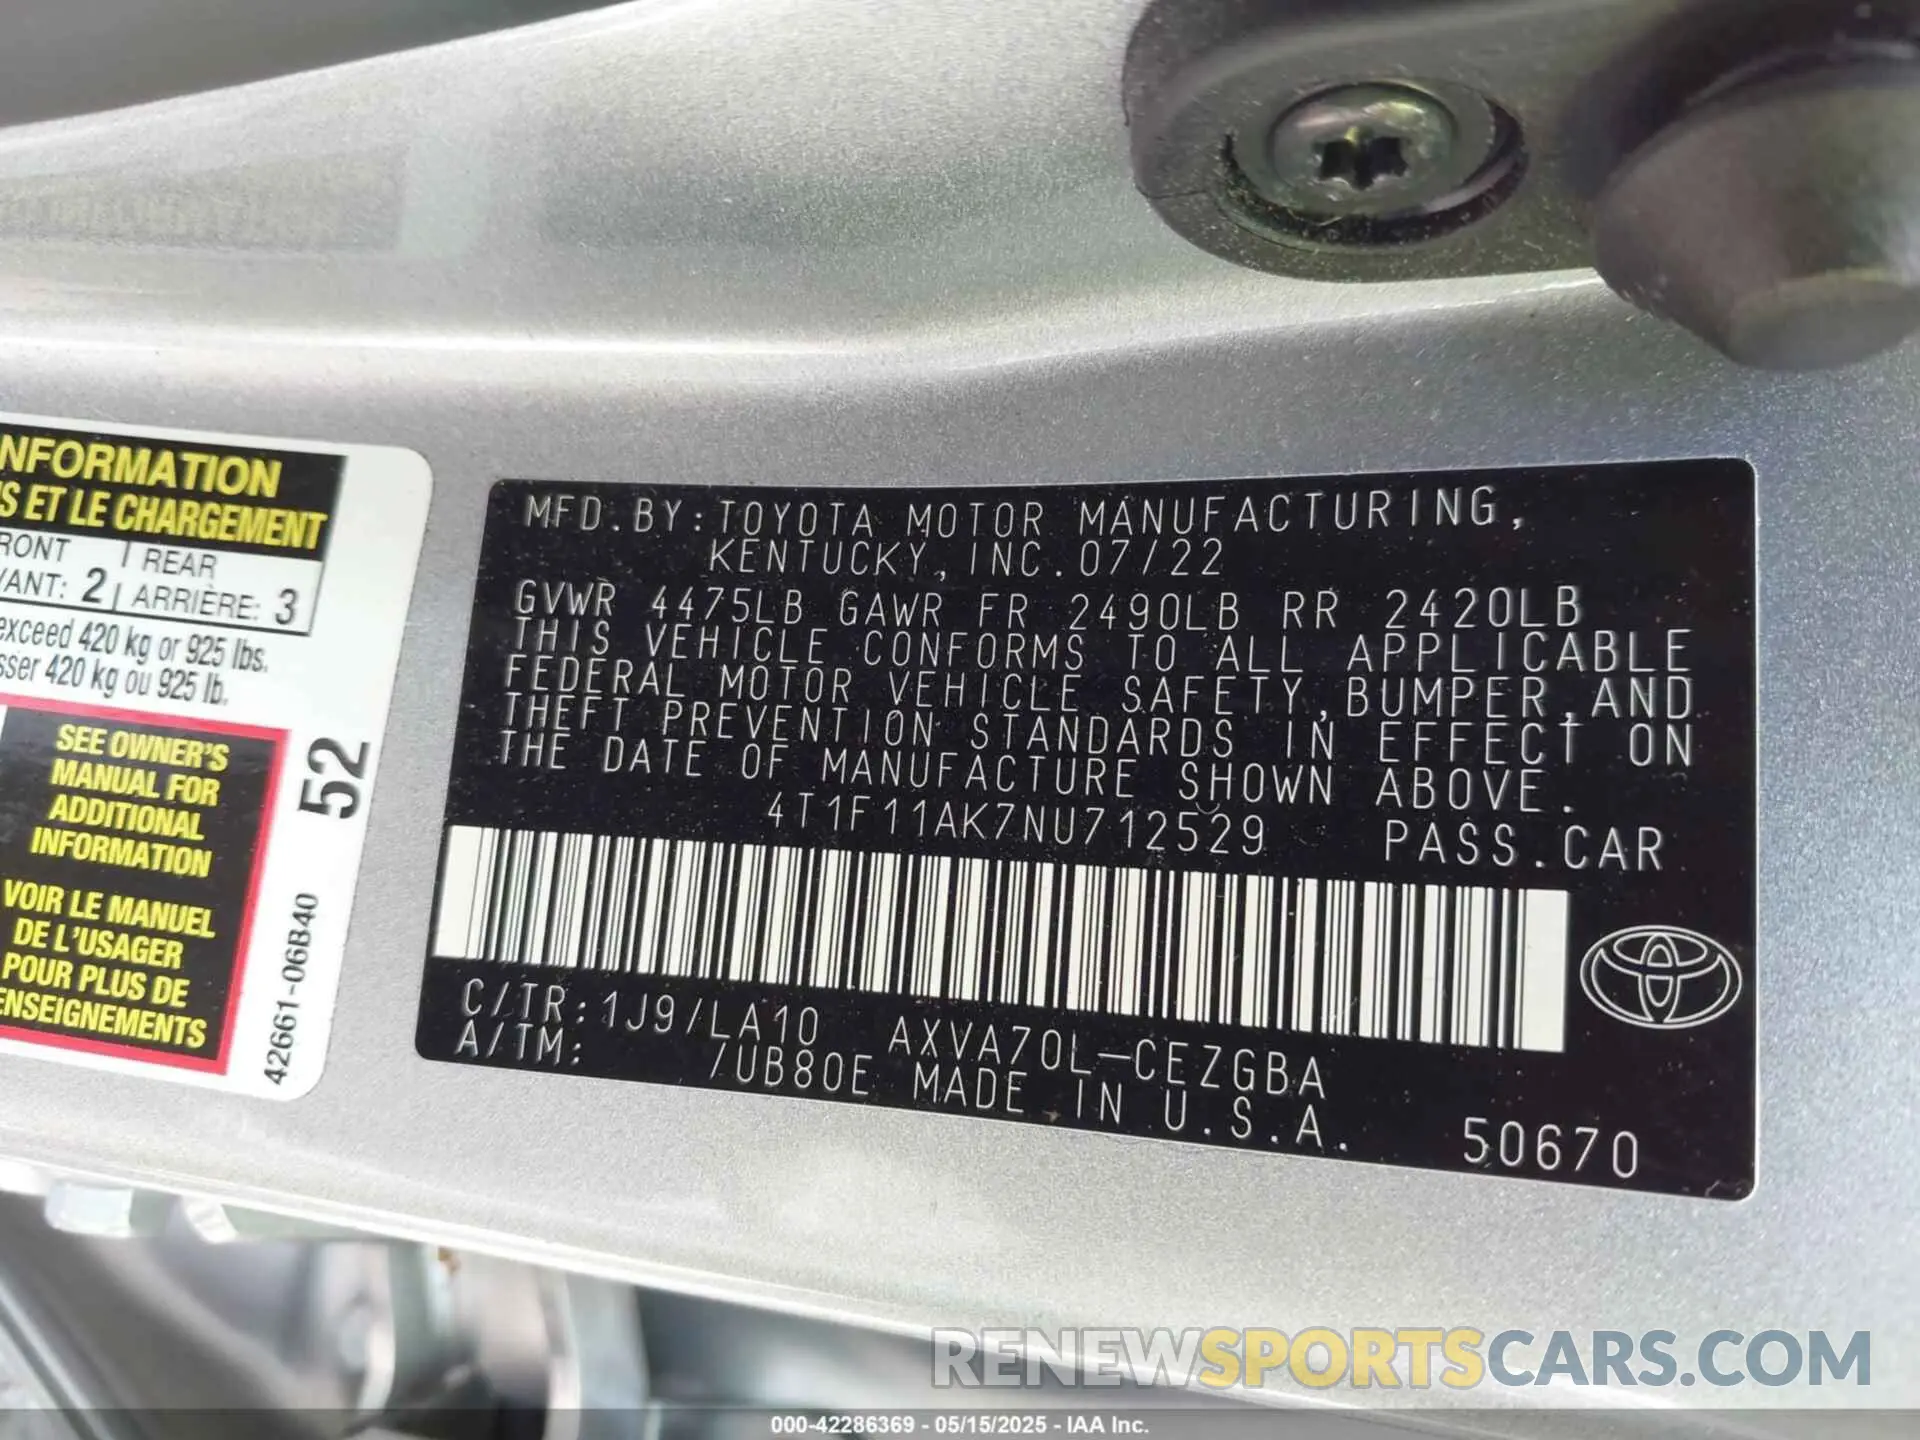 NFORMATION
S ET LE CHARGEMENT
RONT | REAR
VANT: 2 | ARRIÈRE: 3
exceed 420 kg or 925 lbs.
sser 420 kg ou 925 lb.
SEE OWNER'S
MANUAL FOR
ADDITIONAL
INFORMATION
VOIR LE MANUEL
DE L'USAGER
POUR PLUS DE
ENSEIGNEMENTS
52
42661-06B40
MFD.BY:TOYOTA MOTOR MANUFACTURING,
KENTUCKY,INC.07/22
GVWR 4475LB GAWR FR 2490LB RR 2420LB
THIS VEHICLE CONFORMS TO ALL APPLICABLE
FEDERAL MOTOR VEHICLE SAFETY,BUMPER,AND
THEFT PREVENTION STANDARDS IN EFFECT ON
THE DATE OF MANUFACTURE SHOWN ABOVE.
4T1F11AK7NU712529 PASS.CAR
C/TR:1J9/LA10 AXVA70L-CEZGBA
A/TM: /UB80E MADE IN U.S.A.
50670
RENEWSPORTSCARS.COM
000-42286369 - 05/15/2025 - IAA Inc.